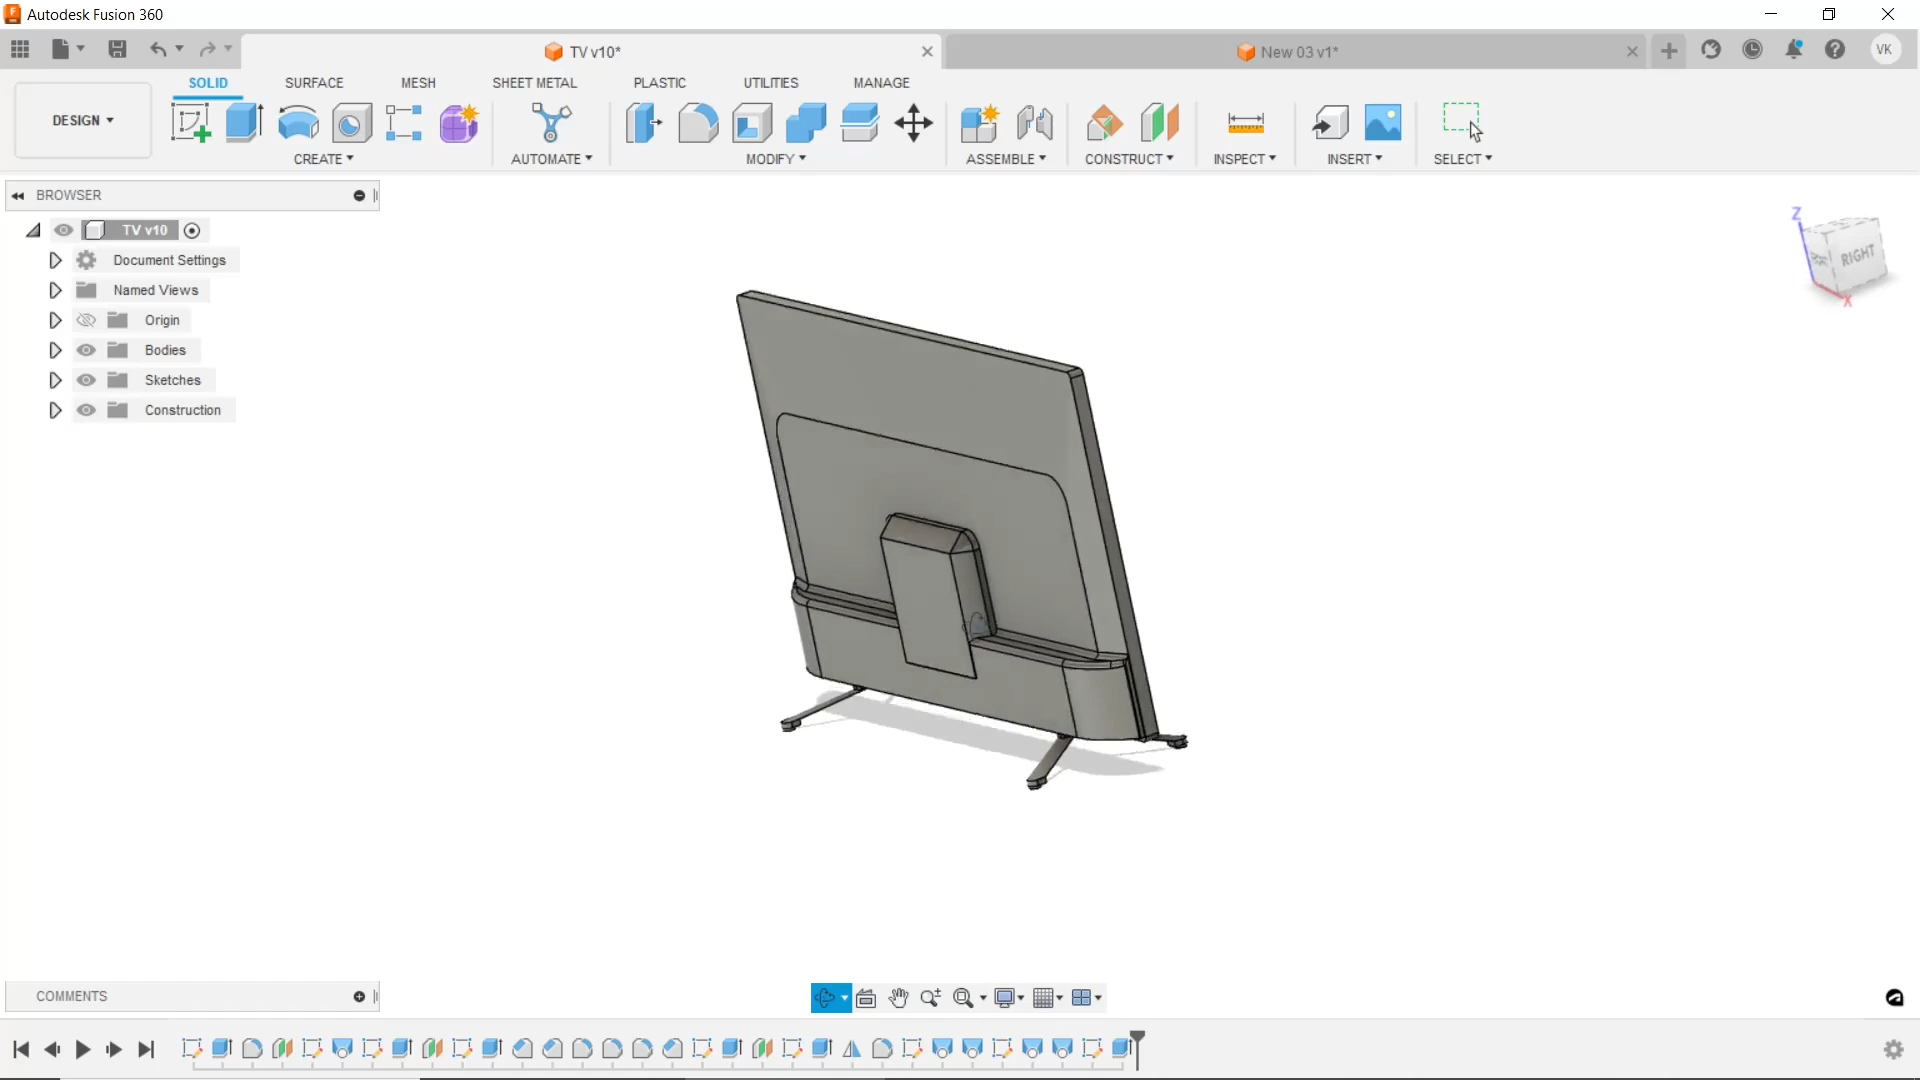 Autodesk Fusion 360
TV v10*
New 03 v1*
VK
SOLID
SURFACE
MESH
SHEET METAL
PLASTIC
UTILITIES
MANAGE
DESIGN
CREATE
AUTOMATE
MODIFY
ASSEMBLE
CONSTRUCT
INSPECT
INSERT
SELECT
BROWSER
TV v10
Document Settings
Named Views
Origin
Bodies
Sketches
Construction
Z
RIGHT
X
COMMENTS